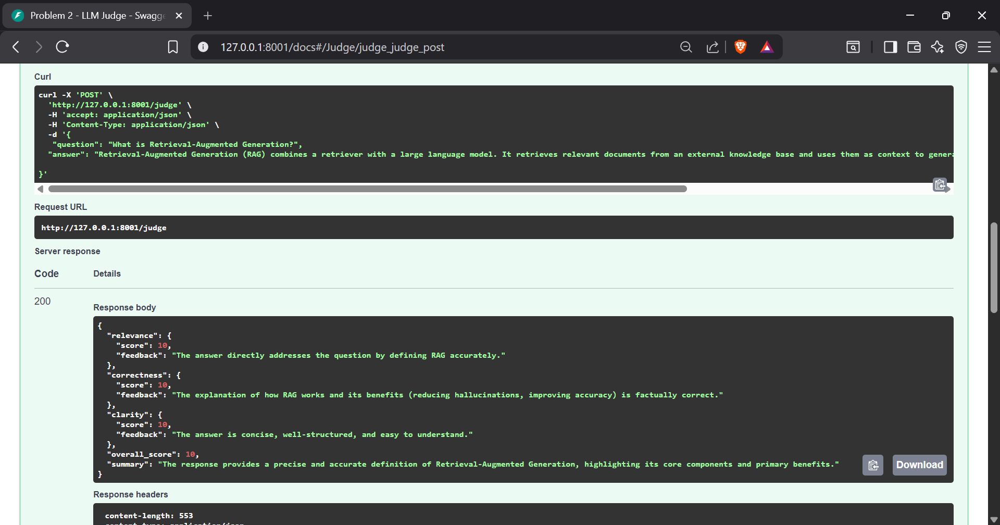 Problem 2 - LLM Judge - Swagge
127.0.0.1:8001/docs#/Judge/judge_judge_post
Curl
curl -X 'POST' \
'http://127.0.0.1:8001/judge' \
-H 'accept: application/json' \
-H 'Content-Type: application/json' \
-d '{
"question": "What is Retrieval-Augmented Generation?",
"answer": "Retrieval-Augmented Generation (RAG) combines a retriever with a large language model. It retrieves relevant documents from an external knowledge base and uses them as context to genera
}'
Request URL
http://127.0.0.1:8001/judge
Server response
Code Details
200
Response body
{
"relevance": {
"score": 10,
"feedback": "The answer directly addresses the question by defining RAG accurately."
},
"correctness": {
"score": 10,
"feedback": "The explanation of how RAG works and its benefits (reducing hallucinations, improving accuracy) is factually correct."
},
"clarity": {
"score": 10,
"feedback": "The answer is concise, well-structured, and easy to understand."
},
"overall_score": 10,
"summary": "The response provides a precise and accurate definition of Retrieval-Augmented Generation, highlighting its core components and primary benefits."
}
Download
Response headers
content-length: 553